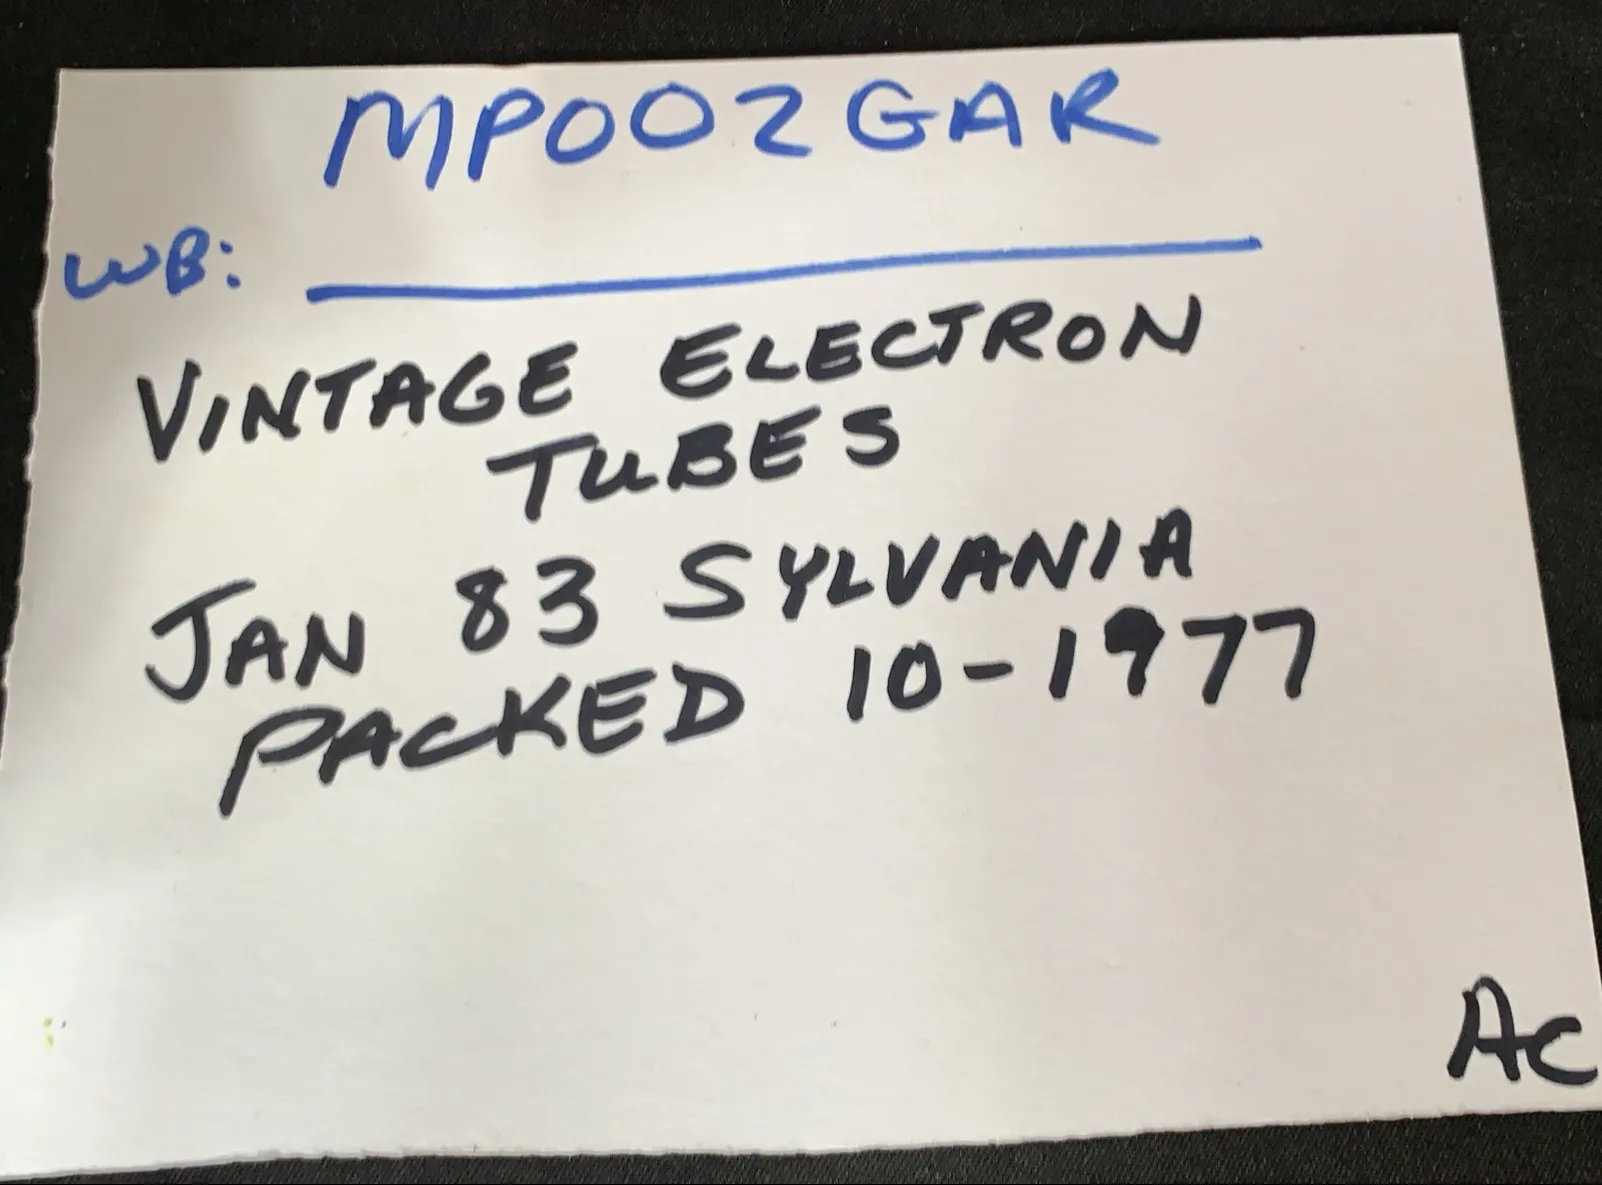 MP002GAR
WB:
VINTAGE ELECTRON
TUBES
JAN 83 SYLVANIA
PACKED 10-1977
AC